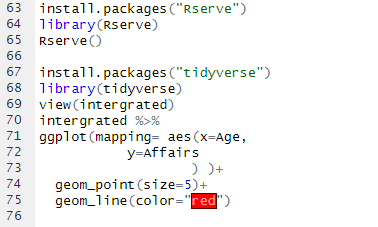 63 install.packages("Rserve")
64 library(Rserve)
65 Rserve()
66
67 install.packages("tidyverse")
68 library(tidyverse)
69 view(intergrated)
70 intergrated %>%
71 ggplot(mapping= aes(x=Age,
72             y=Affairs
73                     ) )+
74   geom_point(size=5)+
75   geom_line(color="red")
76